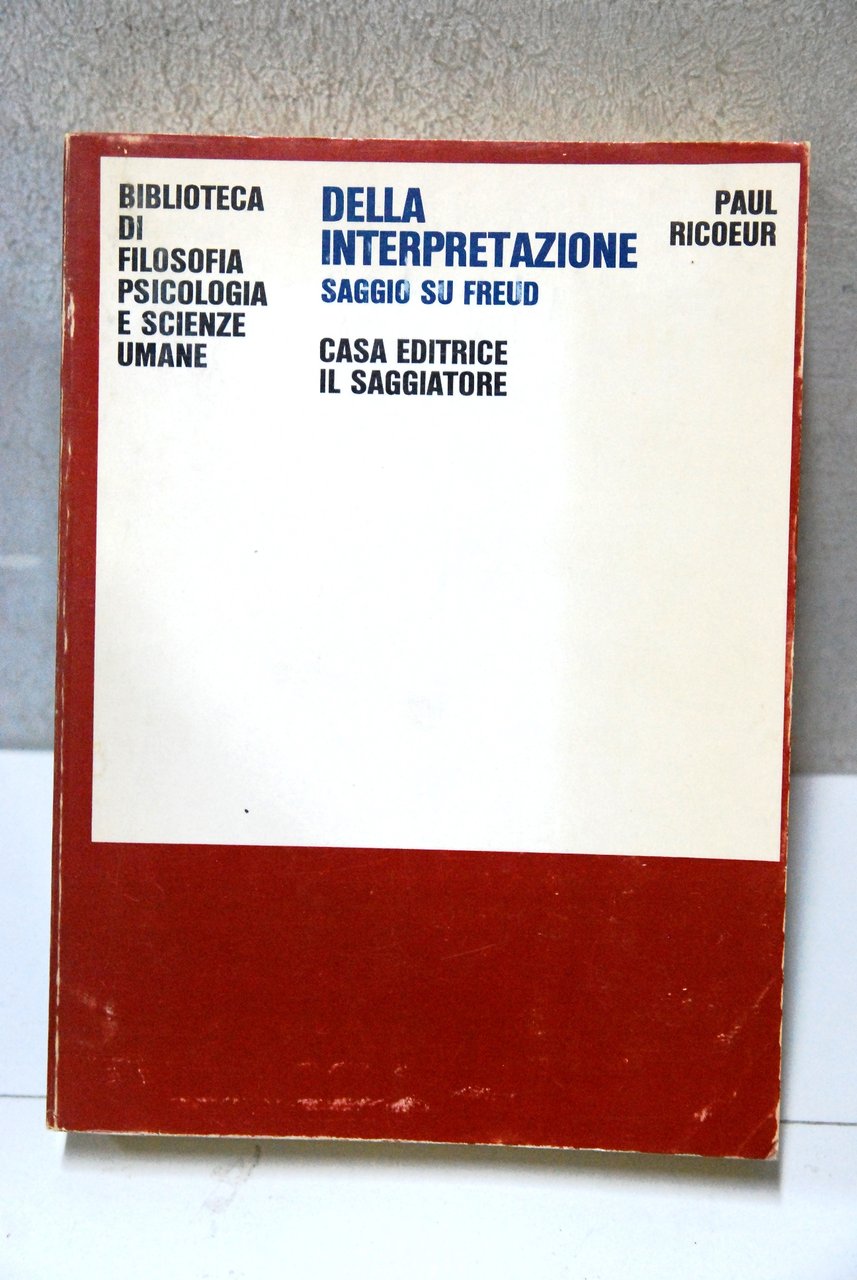 BIBLIOTECA
DI
FILOSOFIA
PSICOLOGIA
E SCIENZE
UMANE
DELLA
INTERPRETAZIONE
SAGGIO SU FREUD
CASA EDITRICE
IL SAGGIATORE
PAUL
RICOEUR